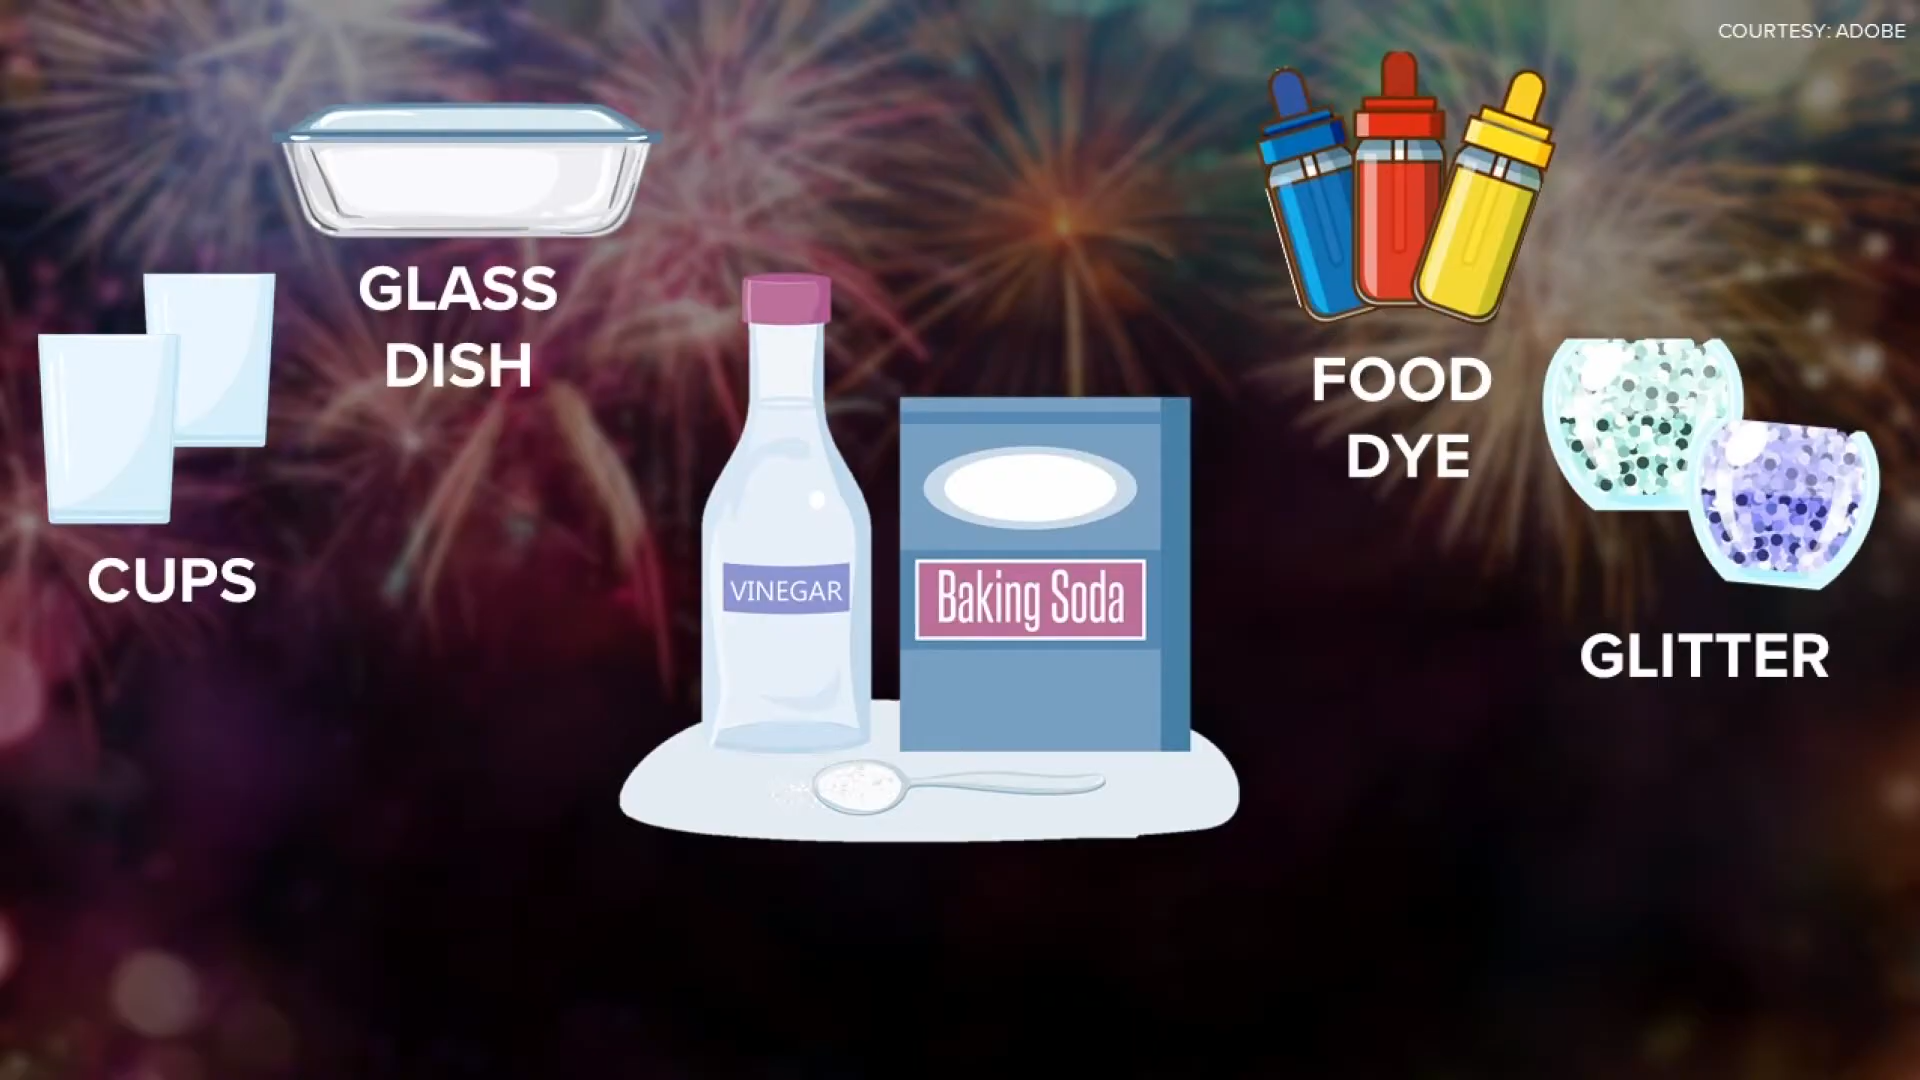 COURTESY: ADOBE
GLASS
DISH
CUPS
VINEGAR
Baking Soda
FOOD
DYE
GLITTER